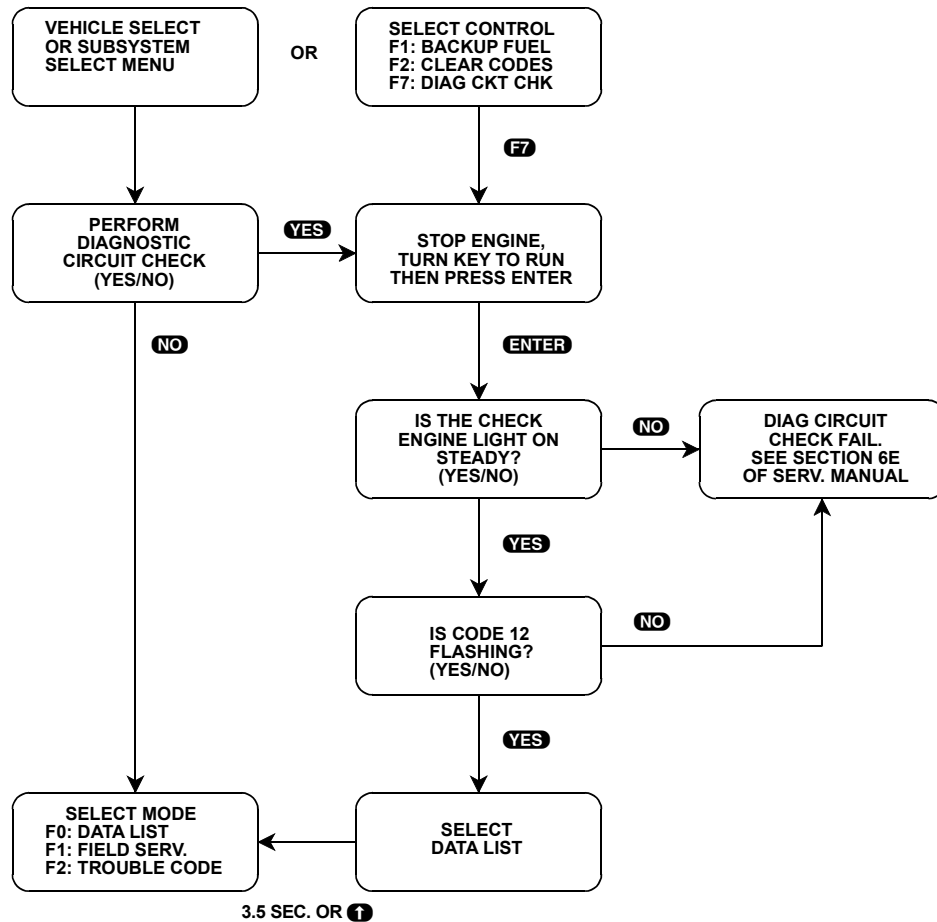 VEHICLE SELECT
OR SUBSYSTEM
SELECT MENU
OR
SELECT CONTROL
F1: BACKUP FUEL
F2: CLEAR CODES
F7: DIAG CKT CHK
F7
PERFORM
DIAGNOSTIC
CIRCUIT CHECK
(YES/NO)
YES
STOP ENGINE,
TURN KEY TO RUN
THEN PRESS ENTER
NO
ENTER
IS THE CHECK
ENGINE LIGHT ON
STEADY?
(YES/NO)
NO
DIAG CIRCUIT
CHECK FAIL.
SEE SECTION 6E
OF SERV. MANUAL
YES
IS CODE 12
FLASHING?
(YES/NO)
NO
YES
SELECT MODE
F0: DATA LIST
F1: FIELD SERV.
F2: TROUBLE CODE
SELECT
DATA LIST
3.5 SEC. OR ↑